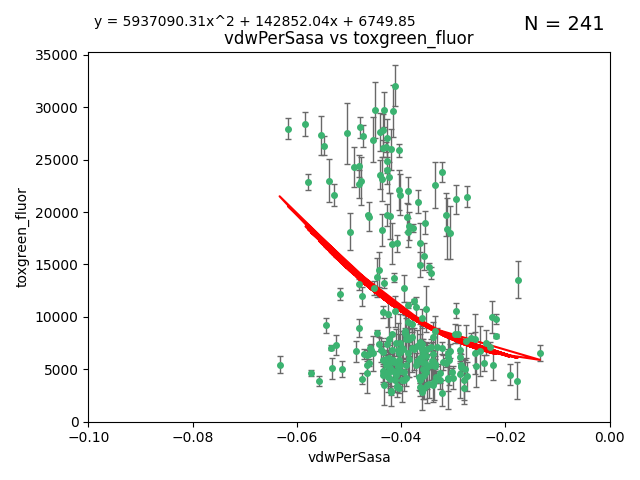 y = 5937090.31x^2 + 142852.04x + 6749.85
N = 241
vdwPerSasa vs toxgreen_fluor
35000
30000
25000
20000
15000
10000
5000
0
toxgreen_fluor
−0.10
−0.08
−0.06
−0.04
−0.02
0.00
vdwPerSasa